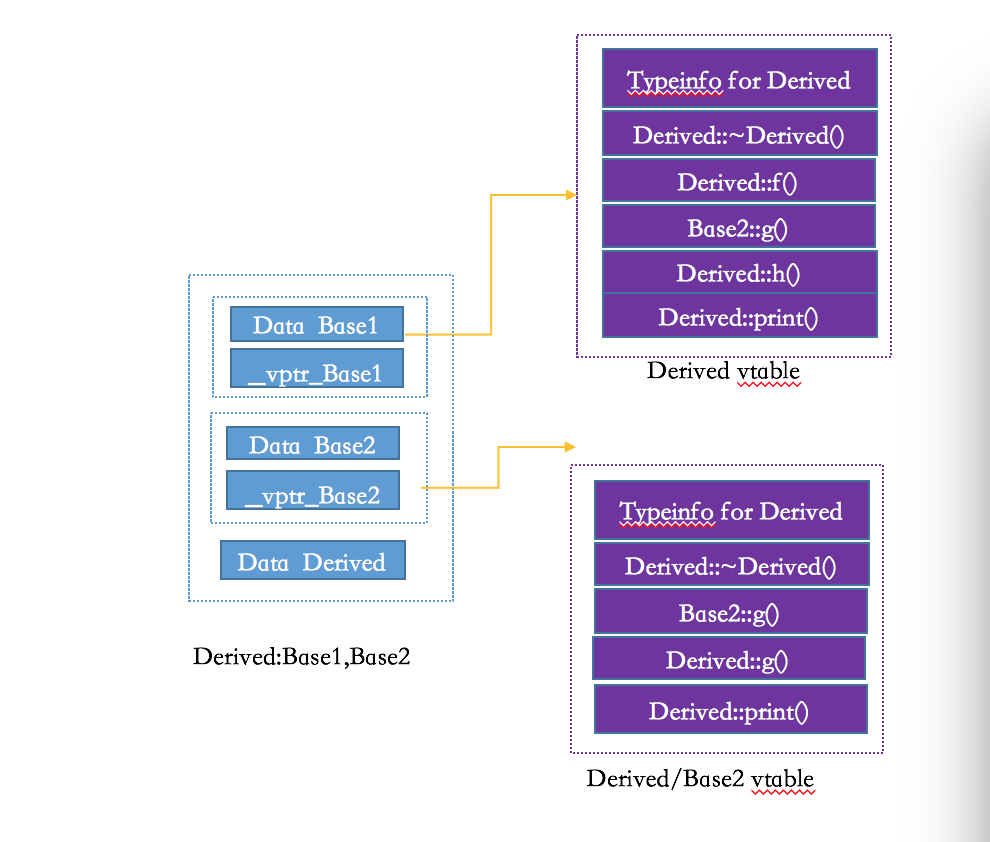 Typeinfo for Derived
Derived::~Derived()
Derived::f()
Base2::g()
Derived::h()
Derived::print()
Derived vtable
Data Base1
__vptr_Base1
Data Base2
__vptr_Base2
Data Derived
Derived:Base1,Base2
Typeinfo for Derived
Derived::~Derived()
Base2::g()
Derived::g()
Derived::print()
Derived/Base2 vtable